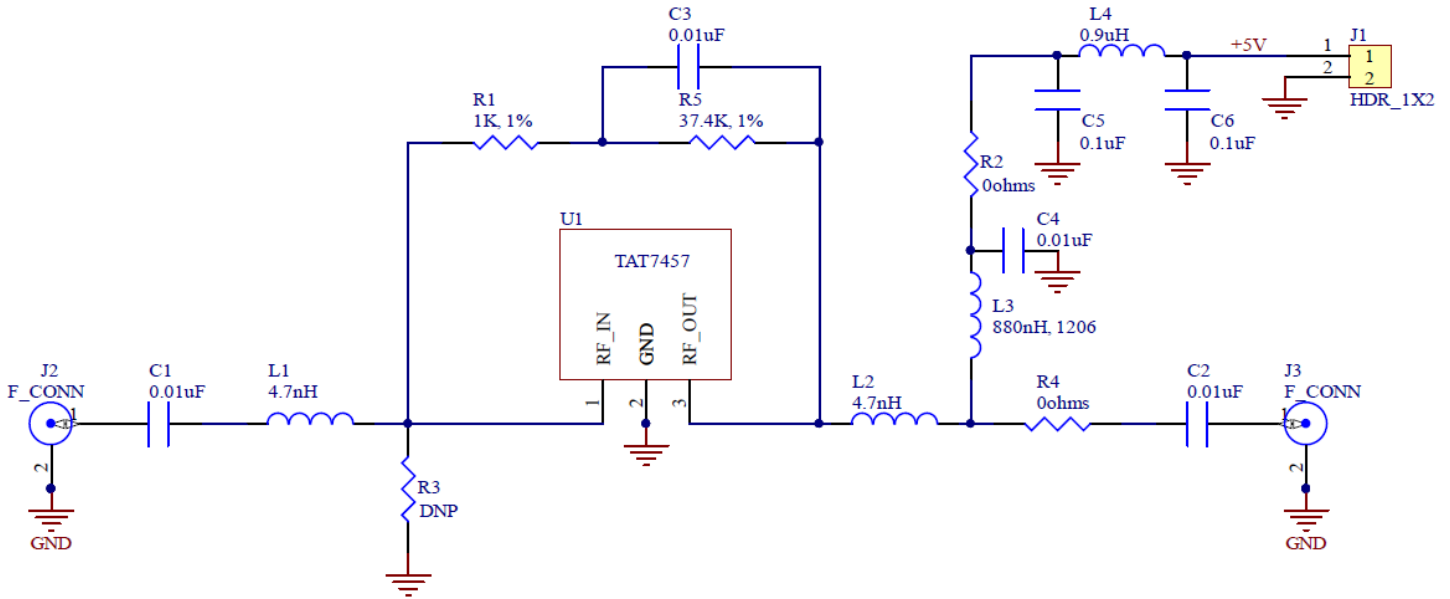 C3
0.01uF
L4
0.9uH
+5V
J1
1
2
1
2
HDR_1X2
R1
1K, 1%
R5
37.4K, 1%
C5
0.1uF
C6
0.1uF
R2
0ohms
U1
TAT7457
RF_IN
GND
RF_OUT
1
2
3
C4
0.01uF
L3
880nH, 1206
J2
F_CONN
1
2
GND
C1
0.01uF
L1
4.7nH
L2
4.7nH
R4
0ohms
C2
0.01uF
J3
F_CONN
1
2
GND
R3
DNP